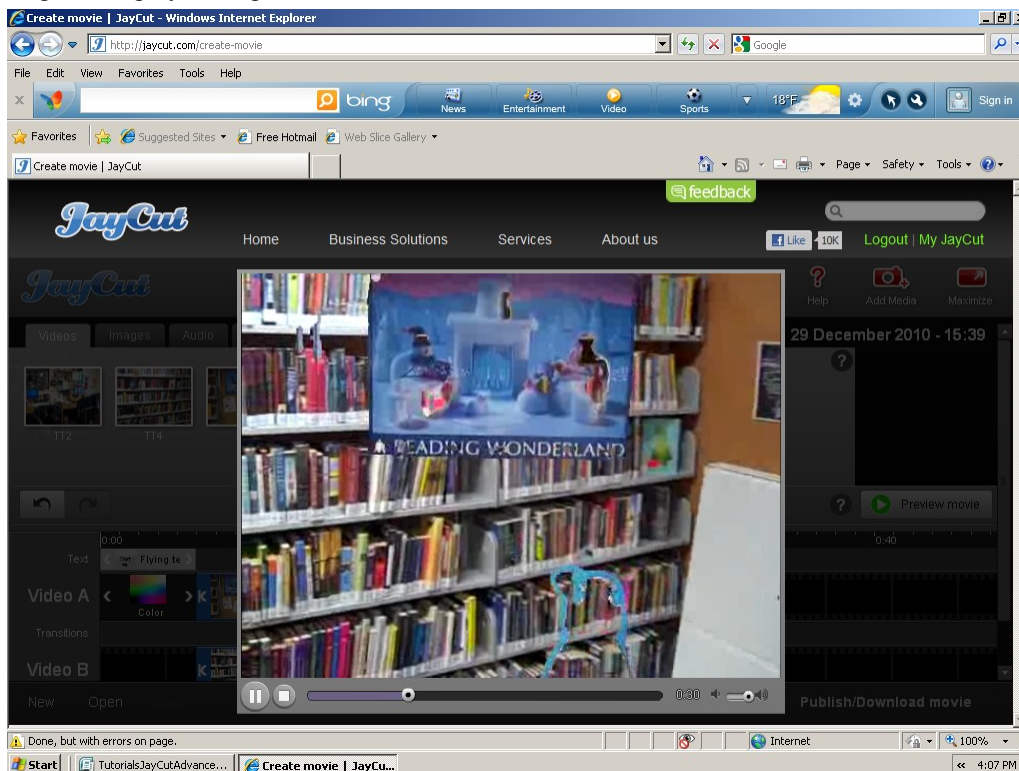 Create movie | JayCut - Windows Internet Explorer
http://jaycut.com/create-movie
Google
File Edit View Favorites Tools Help
bing
News Entertainment Video Sports 18°F Sign in
Favorites Suggested Sites Free Hotmail Web Slice Gallery
Create movie | JayCut
Page Safety Tools
feedback
JayCut
Home Business Solutions Services About us
Like 10K Logout | My JayCut
JayCut
Help Add Media Maximize
Videos Images Audio
29 December 2010 - 15:39
TT2 TT4
A READING WONDERLAND
Preview movie
0:00 0:40
Text Flying te
Video A
Color
Transitions
Video B
0:30
New Open Publish/Download movie
Done, but with errors on page.
Internet 100%
Start TutorialsJayCutAdvance... Create movie | JayCu... 4:07 PM